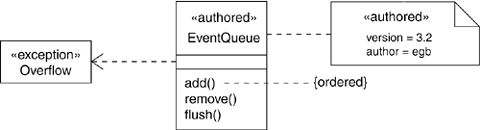 «authored»
EventQueue
«authored»
version = 3.2
author = egb
«exception»
Overflow
add()
{ordered}
remove()
flush()